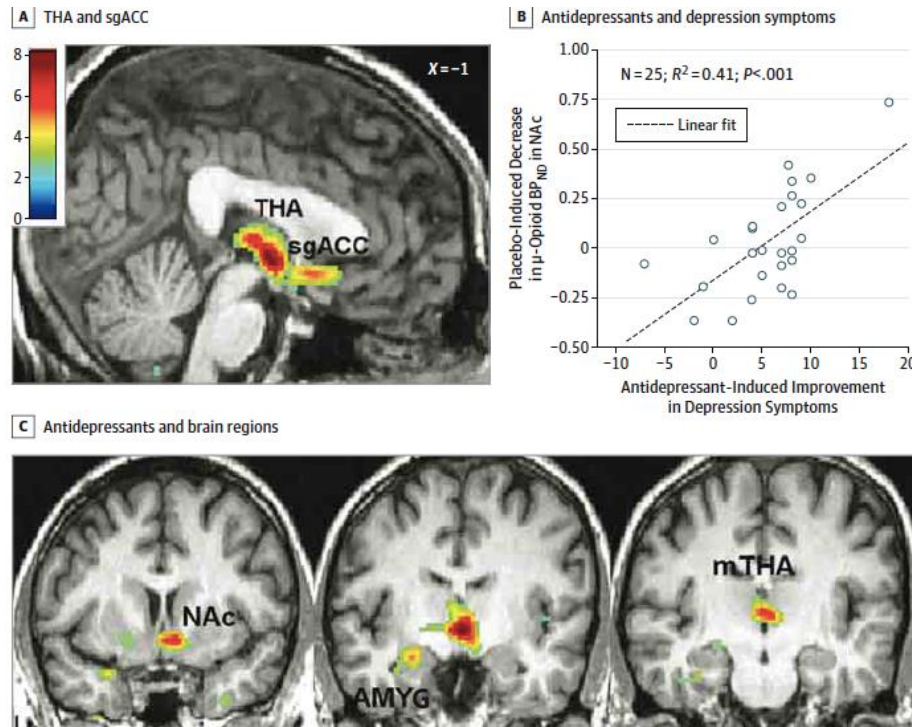 A THA and sgACC
8
6
4
2
0
X=−1
THA
sgACC
B Antidepressants and depression symptoms
1.00
0.75
0.50
0.25
0
−0.25
−0.50
N=25; R²=0.41; P<.001
Linear fit
Placebo-Induced Decrease
in μ-Opioid BPND in NAc
−10 −5 0 5 10 15 20
Antidepressant-Induced Improvement
in Depression Symptoms
C Antidepressants and brain regions
NAc
AMYG
mTHA
L